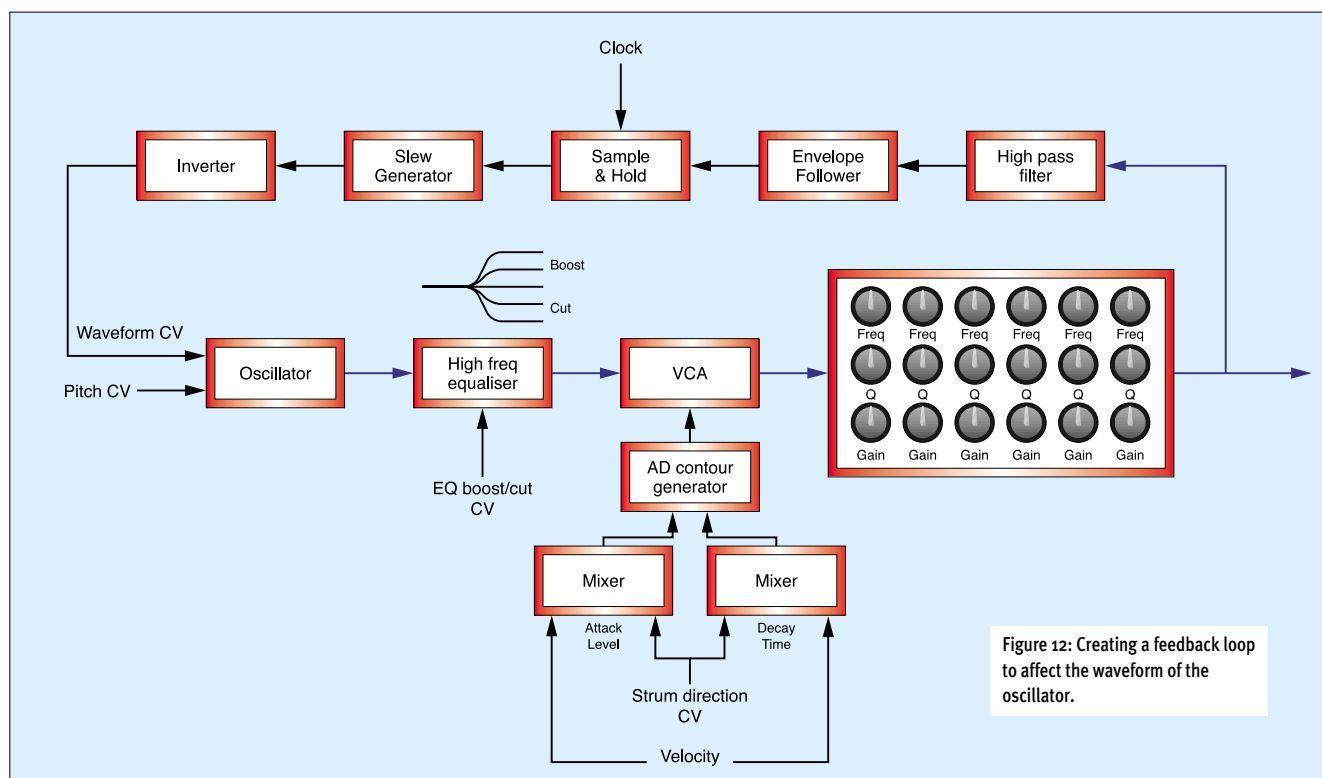 Clock
Inverter
Slew
Generator
Sample
& Hold
Envelope
Follower
High pass
filter
Boost
Cut
Waveform CV
Pitch CV
Oscillator
High freq
equaliser
VCA
Freq Freq Freq Freq Freq Freq
Q Q Q Q Q Q
Gain Gain Gain Gain Gain Gain
EQ boost/cut
CV
AD contour
generator
Mixer
Mixer
Attack
Level
Decay
Time
Strum direction
CV
Velocity
Figure 12: Creating a feedback loop
to affect the waveform of the
oscillator.